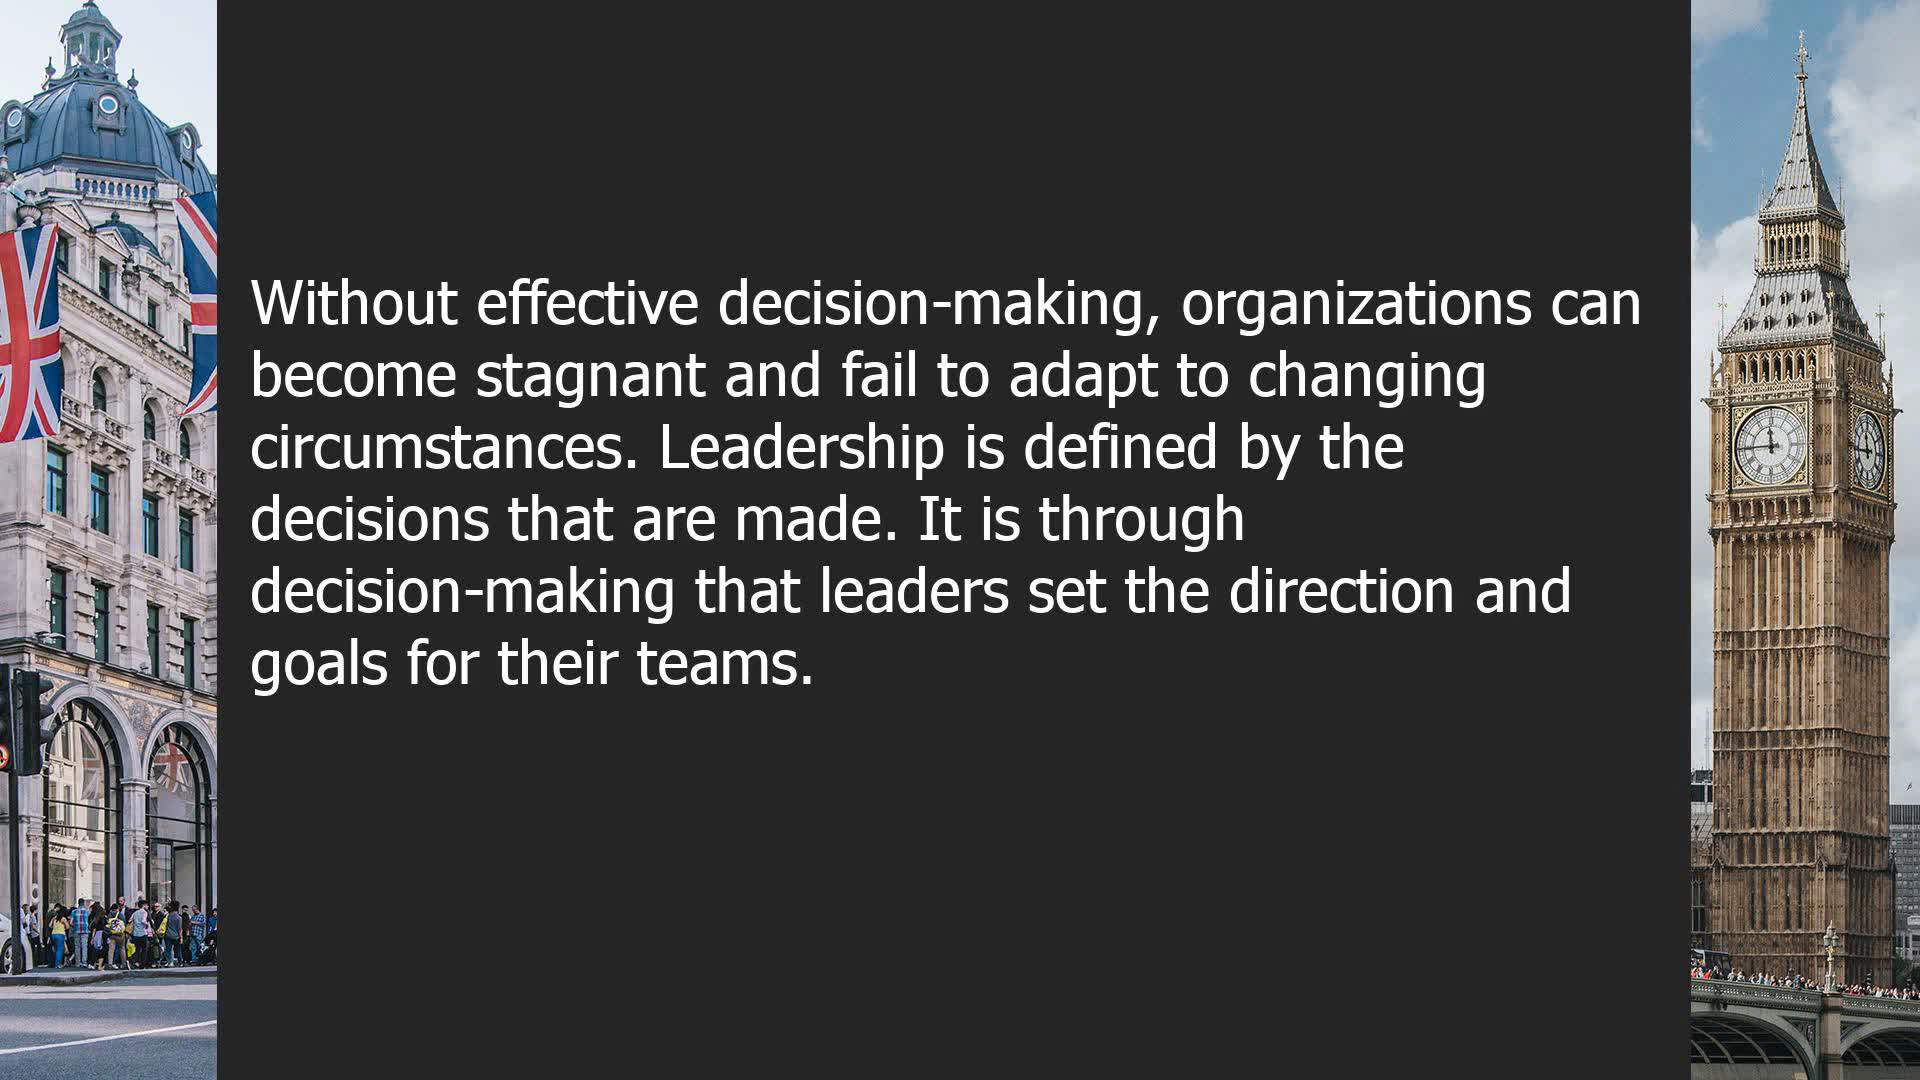 Without effective decision-making, organizations can
become stagnant and fail to adapt to changing
circumstances. Leadership is defined by the
decisions that are made. It is through
decision-making that leaders set the direction and
goals for their teams.